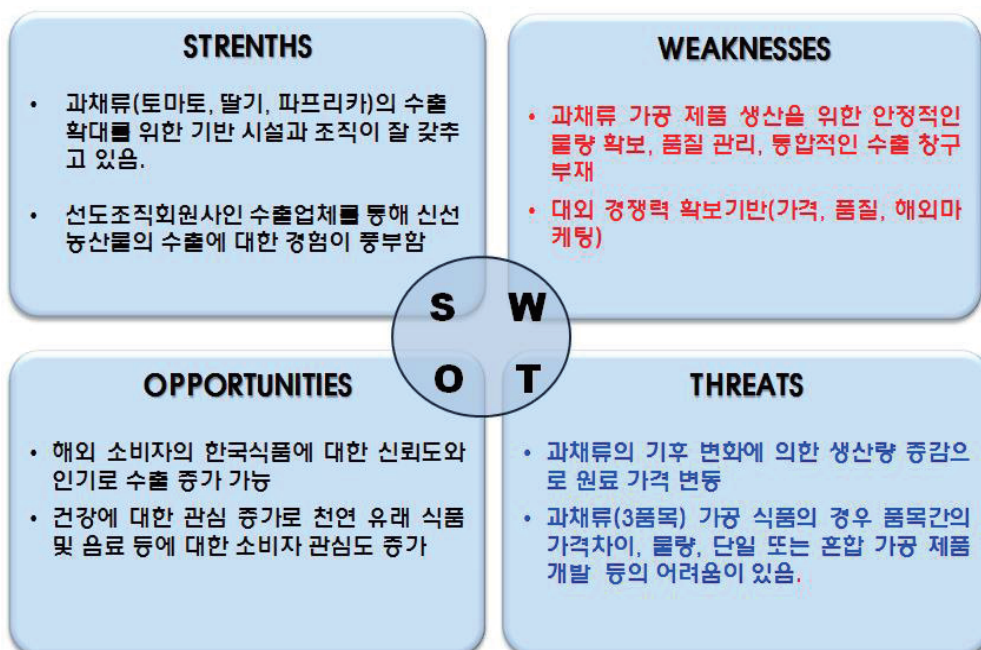 STRENTHS
• 과채류(토마토, 딸기, 파프리카)의 수출
확대를 위한 기반 시설과 조직이 잘 갖추
고 있음.
• 선도조직회원사인 수출업체를 통해 신선
농산물의 수출에 대한 경험이 풍부함
WEAKNESSES
• 과채류 가공 제품 생산을 위한 안정적인
물량 확보, 품질 관리, 통합적인 수출 창구
부재
• 대외 경쟁력 확보기반(가격, 품질, 해외마
케팅)
S W
O T
OPPORTUNITIES
• 해외 소비자의 한국식품에 대한 신뢰도와
인기로 수출 증가 가능
• 건강에 대한 관심 증가로 천연 유래 식품
및 음료 등에 대한 소비자 관심도 증가
THREATS
• 과채류의 기후 변화에 의한 생산량 증감으
로 원료 가격 변동
• 과채류(3품목) 가공 식품의 경우 품목간의
가격차이, 물량, 단일 또는 혼합 가공 제품
개발 등의 어려움이 있음.